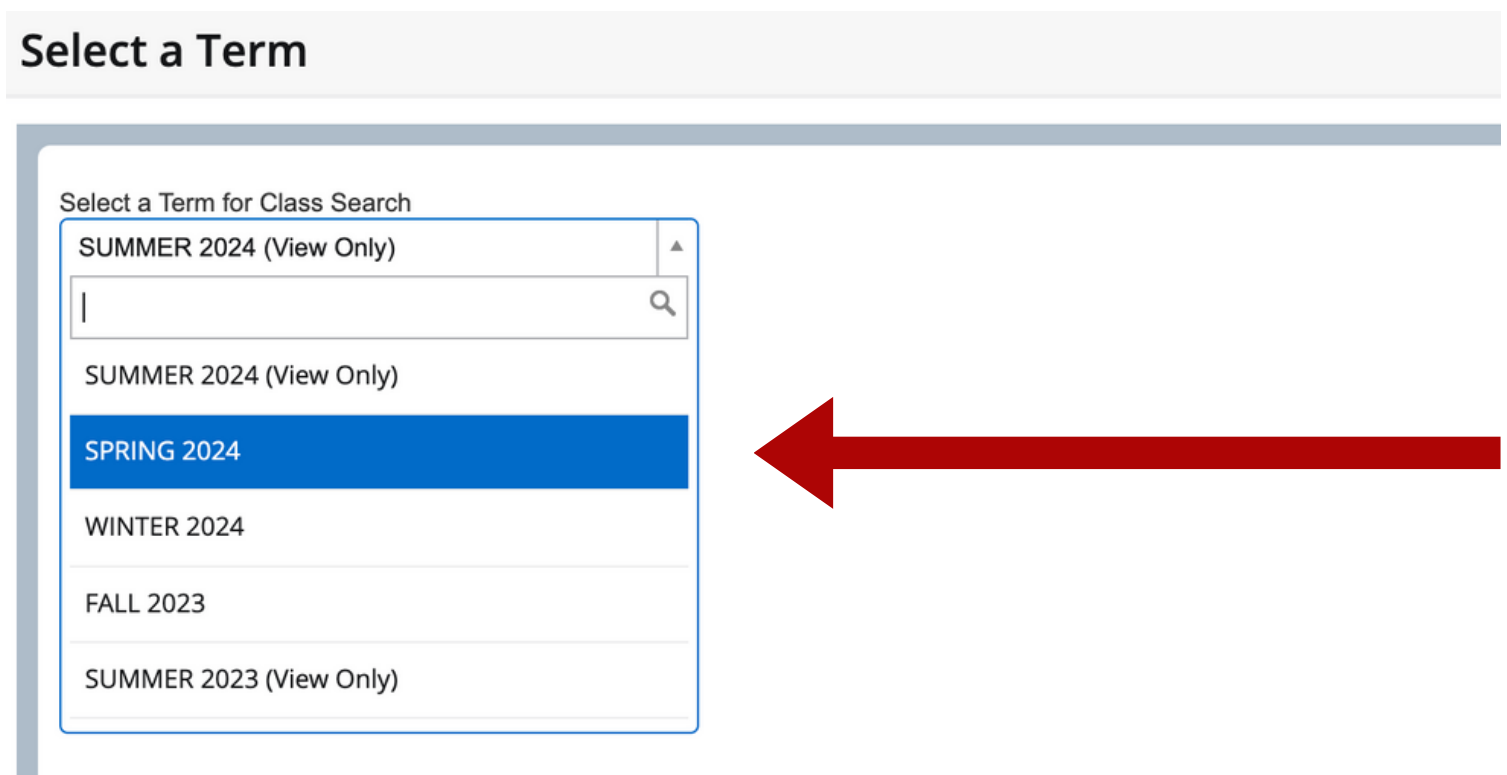 Select a Term
Select a Term for Class Search
SUMMER 2024 (View Only)
SUMMER 2024 (View Only)
SPRING 2024
WINTER 2024
FALL 2023
SUMMER 2023 (View Only)